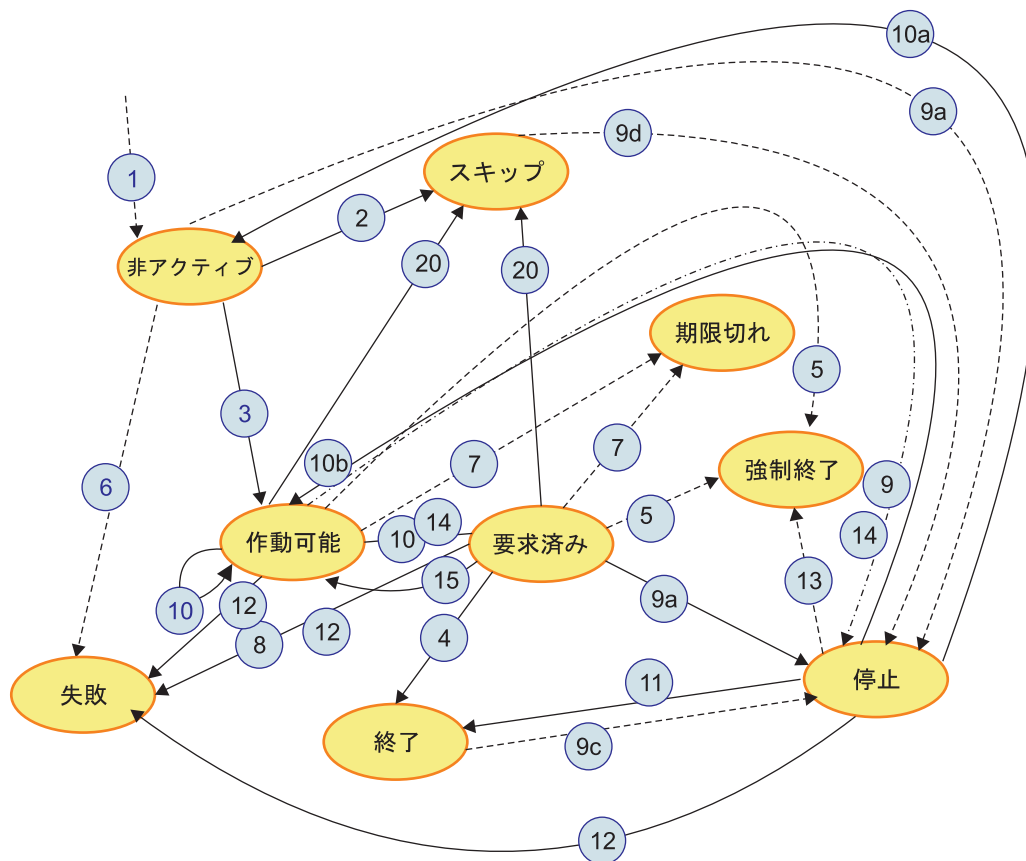 10a
9a
9d
1
スキップ
2
非アクティブ
20
20
期限切れ
5
3
7
7
10b
強制終了
9
6
5
14
作動可能
10
14
要求済み
15
13
10
12
9a
12
8
4
失敗
11
停止
終了
9c
12